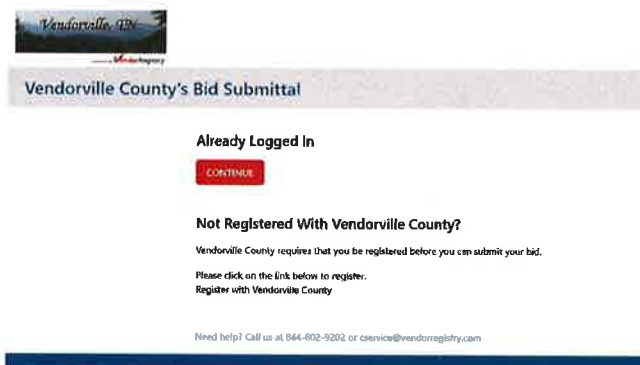 Vendorville, TN
VendorRegistry
Vendorville County's Bid Submittal
Already Logged In
CONTINUE
Not Registered With Vendorville County?
Vendorville County requires that you be registered before you can submit your bid.
Please click on the link below to register.
Register with Vendorville County
Need help? Call us at 844-802-9202 or cservice@vendorregistry.com